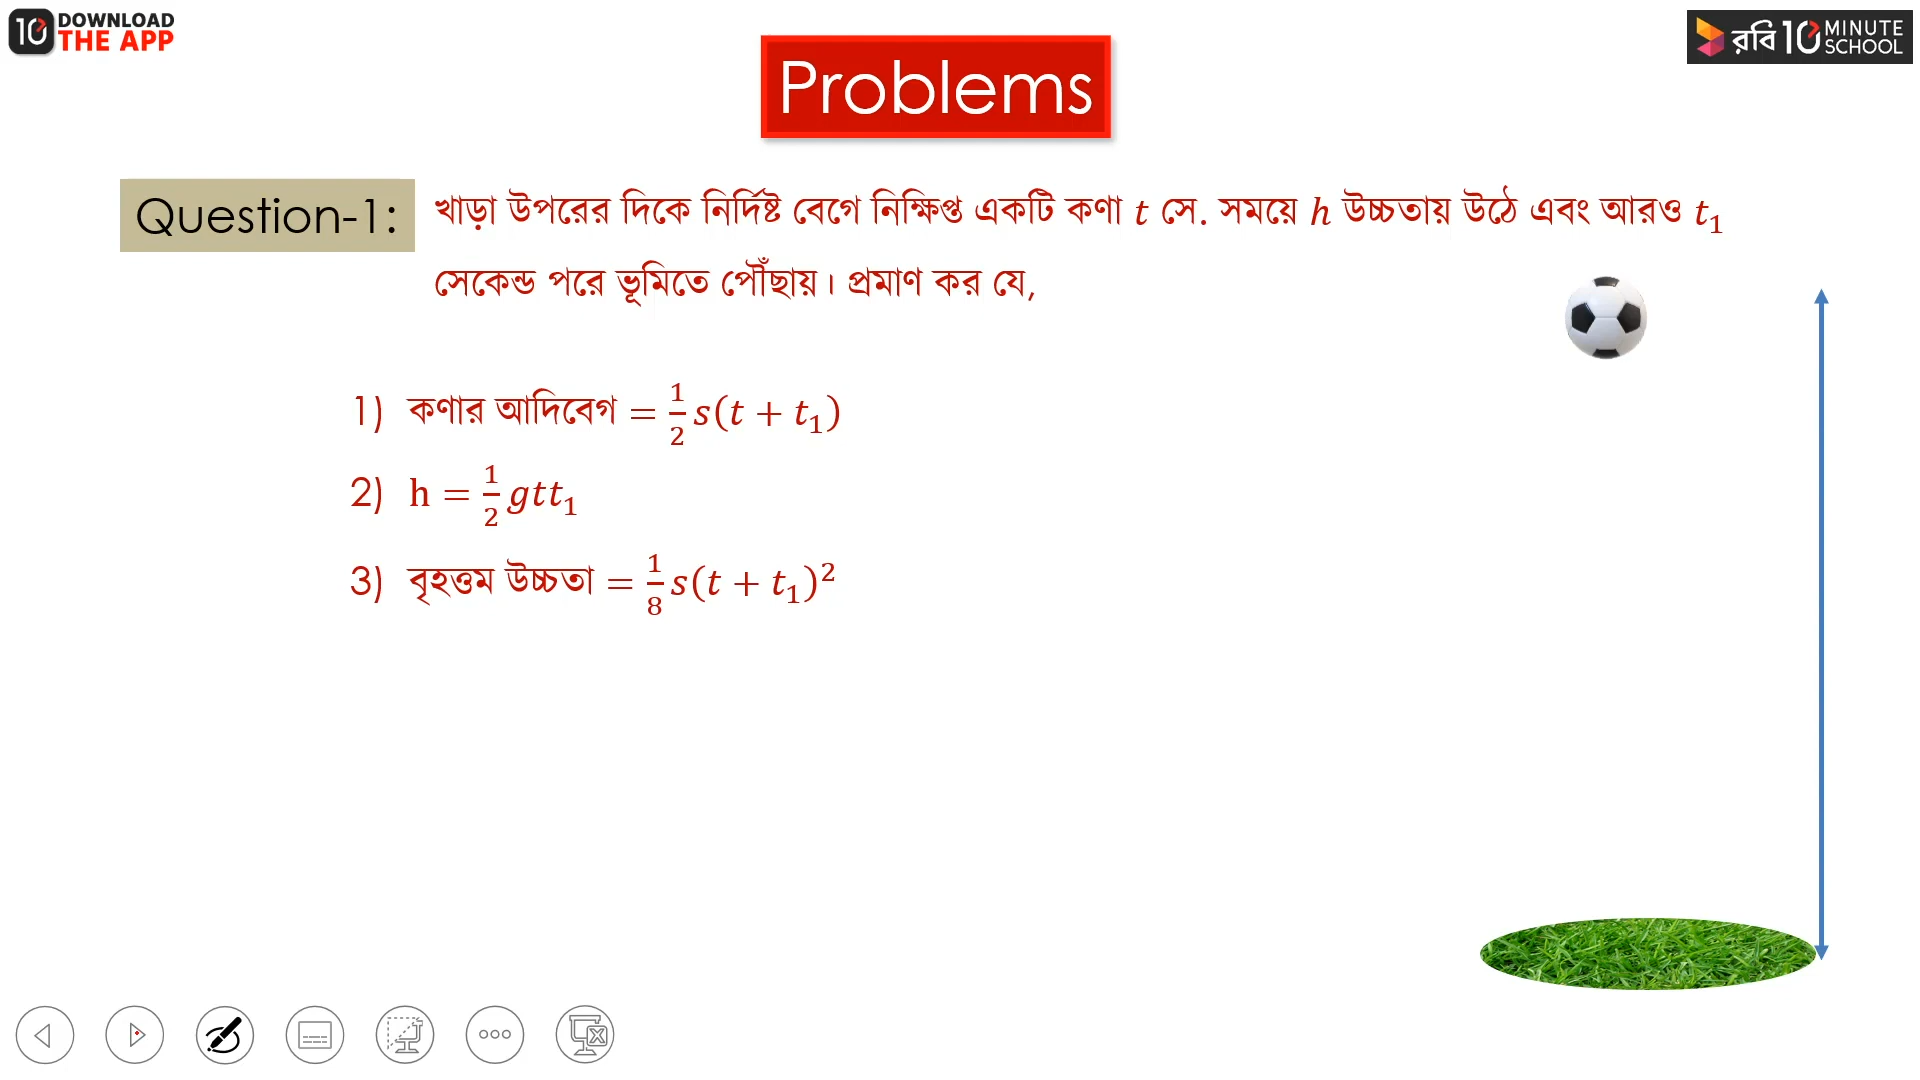 DOWNLOAD
THE APP
রবি 10 MINUTE SCHOOL
Problems
Question-1: খাড়া উপরের দিকে নির্দিষ্ট বেগে নিক্ষিপ্ত একটি কণা t সে. সময়ে h উচ্চতায় উঠে এবং আরও t₁
সেকেন্ড পরে ভূমিতে পৌঁছায়। প্রমাণ কর যে,
1) কণার আদিবেগ = 1/2 s(t + t₁)
2) h = 1/2 gtt₁
3) বৃহত্তম উচ্চতা = 1/8 s(t + t₁)²